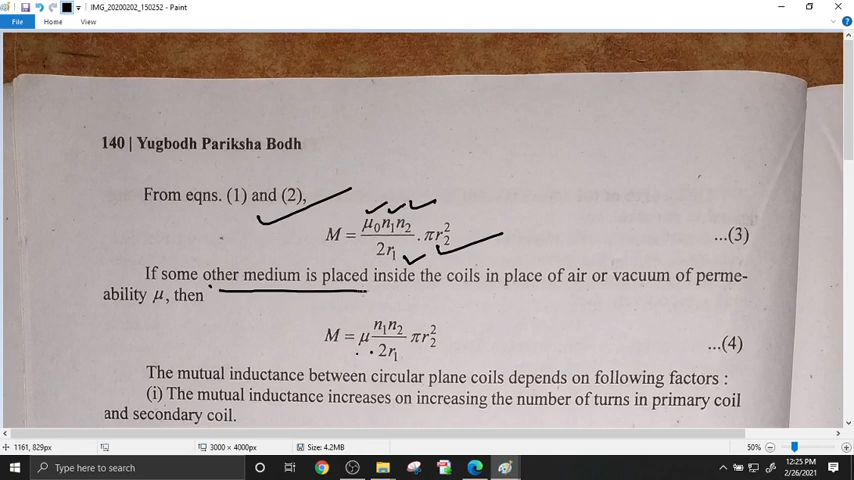 IMG_20200202_150252 - Paint
File Home View
140 | Yugbodh Pariksha Bodh
From eqns. (1) and (2),
M = μ₀n₁n₂ / 2r₁ . πr₂² ...(3)
If some other medium is placed inside the coils in place of air or vacuum of perme-
ability μ, then
M = μ n₁n₂ / 2r₁ πr₂² ...(4)
The mutual inductance between circular plane coils depends on following factors :
(i) The mutual inductance increases on increasing the number of turns in primary coil
and secondary coil.
1161, 829px 3000 × 4000px Size: 4.2MB 50%
Type here to search
12:25 PM
2/26/2021